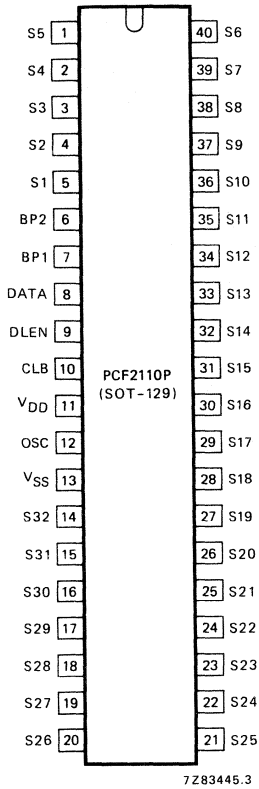 S5 1 40 S6
S4 2 39 S7
S3 3 38 S8
S2 4 37 S9
S1 5 36 S10
BP2 6 35 S11
BP1 7 34 S12
DATA 8 33 S13
DLEN 9 32 S14
CLB 10 31 S15
PCF2110P
(SOT-129)
VDD 11 30 S16
OSC 12 29 S17
VSS 13 28 S18
S32 14 27 S19
S31 15 26 S20
S30 16 25 S21
S29 17 24 S22
S28 18 23 S23
S27 19 22 S24
S26 20 21 S25
7Z83445.3